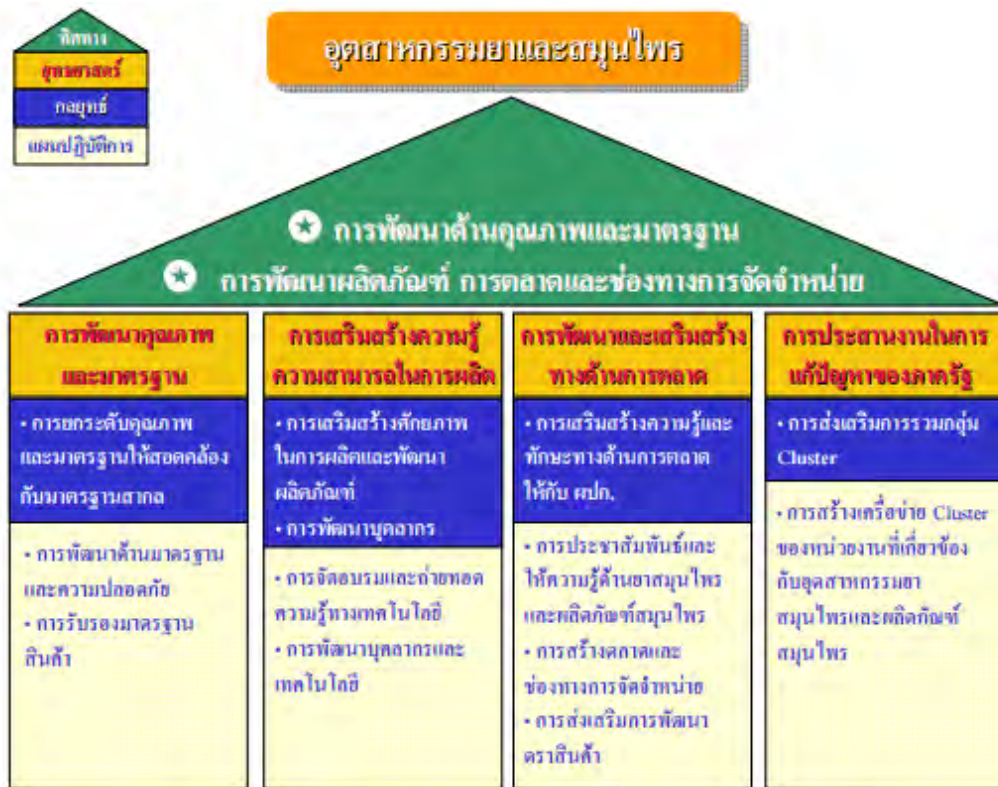 ทิศทาง
ยุทธศาสตร์
กลยุทธ์
แผนปฏิบัติการ
อุตสาหกรรมยาและสมุนไพร
การพัฒนาด้านคุณภาพและมาตรฐาน
การพัฒนาผลิตภัณฑ์ การตลาดและช่องทางการจัดจำหน่าย
การพัฒนาคุณภาพ
และมาตรฐาน
• การยกระดับคุณภาพ
และมาตรฐานให้สอดคล้อง
กับมาตรฐานสากล
• การพัฒนาด้านมาตรฐาน
และความปลอดภัย
• การรับรองมาตรฐาน
สินค้า
การเสริมสร้างความรู้
ความสามารถในการผลิต
• การเสริมสร้างศักยภาพ
ในการผลิตและพัฒนา
ผลิตภัณฑ์
• การพัฒนาบุคลากร
• การจัดอบรมและถ่ายทอด
ความรู้ทางเทคโนโลยี
• การพัฒนาบุคลากรและ
เทคโนโลยี
การพัฒนาและเสริมสร้าง
ทางด้านการตลาด
• การเสริมสร้างความรู้และ
ทักษะทางด้านการตลาด
ให้กับ ผปก.
• การประชาสัมพันธ์และ
ให้ความรู้ด้านยาสมุนไพร
และผลิตภัณฑ์สมุนไพร
• การสร้างตลาดและ
ช่องทางการจัดจำหน่าย
• การส่งเสริมการพัฒนา
ตราสินค้า
การประสานงานในการ
แก้ปัญหาของภาครัฐ
• การส่งเสริมการรวมกลุ่ม
Cluster
• การสร้างเครือข่าย Cluster
ของหน่วยงานที่เกี่ยวข้อง
กับอุตสาหกรรมยา
สมุนไพรและผลิตภัณฑ์
สมุนไพร